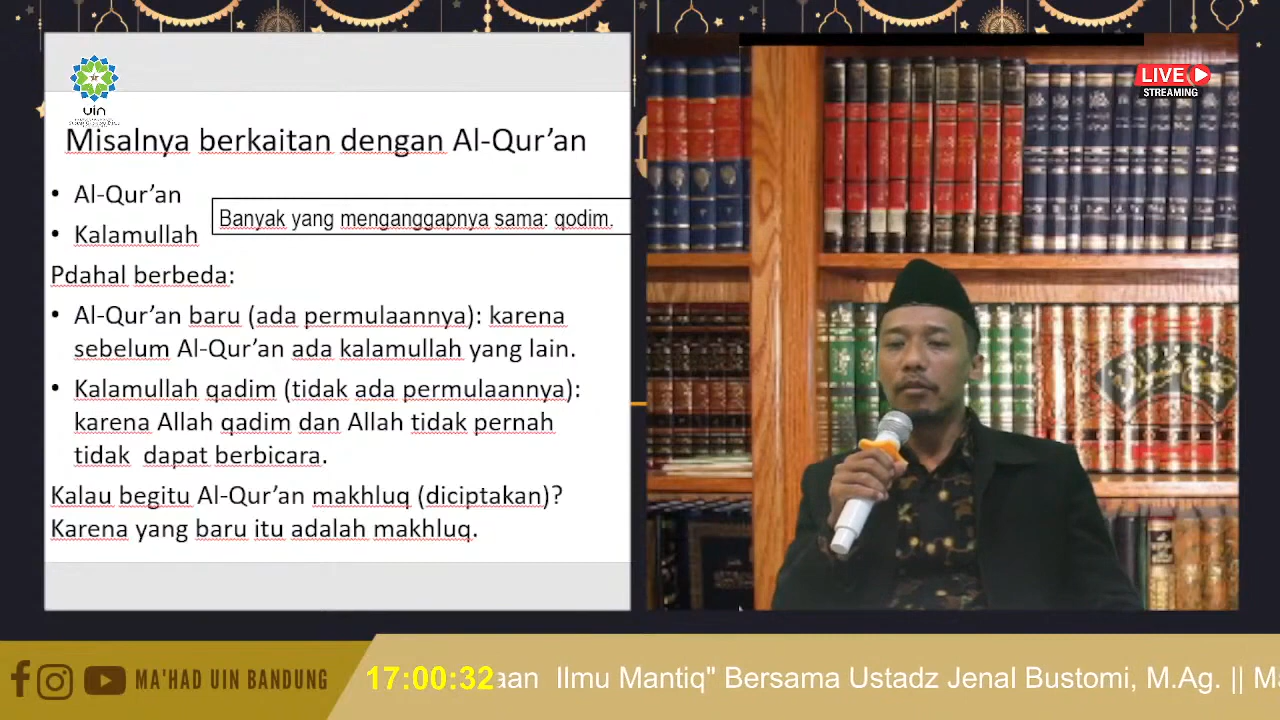 uin
Misalnya berkaitan dengan Al-Qur’an
• Al-Qur’an
Banyak yang menganggapnya sama: qodim.
• Kalamullah
Pdahal berbeda:
• Al-Qur’an baru (ada permulaannya): karena
sebelum Al-Qur’an ada kalamullah yang lain.
• Kalamullah qadim (tidak ada permulaannya):
karena Allah qadim dan Allah tidak pernah
tidak dapat berbicara.
Kalau begitu Al-Qur’an makhluq (diciptakan)?
Karena yang baru itu adalah makhluq.
LIVE
STREAMING
MA'HAD UIN BANDUNG
17:00:32
aan Ilmu Mantiq" Bersama Ustadz Jenal Bustomi, M.Ag. || Ma